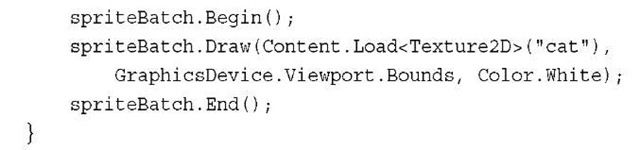 spriteBatch.Begin();
spriteBatch.Draw(Content.Load<Texture2D>("cat"),
GraphicsDevice.Viewport.Bounds, Color.White);
spriteBatch.End();
}